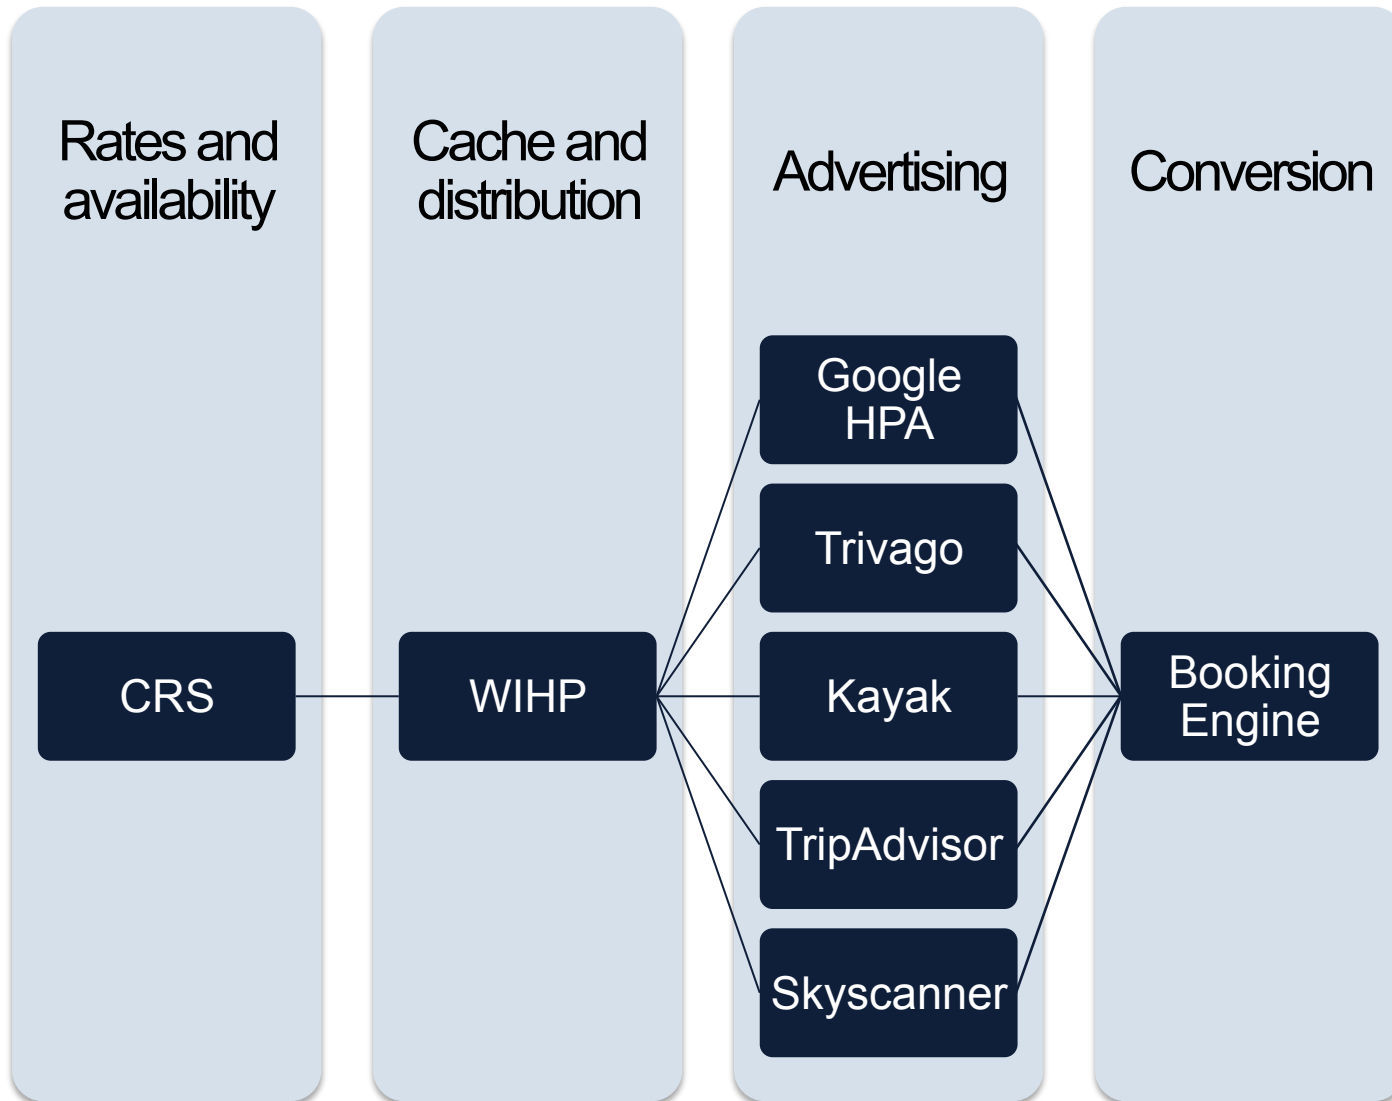 Rates and
availability
Cache and
distribution
Advertising
Conversion
CRS
WIHP
Google
HPA
Trivago
Kayak
TripAdvisor
Skyscanner
Booking
Engine